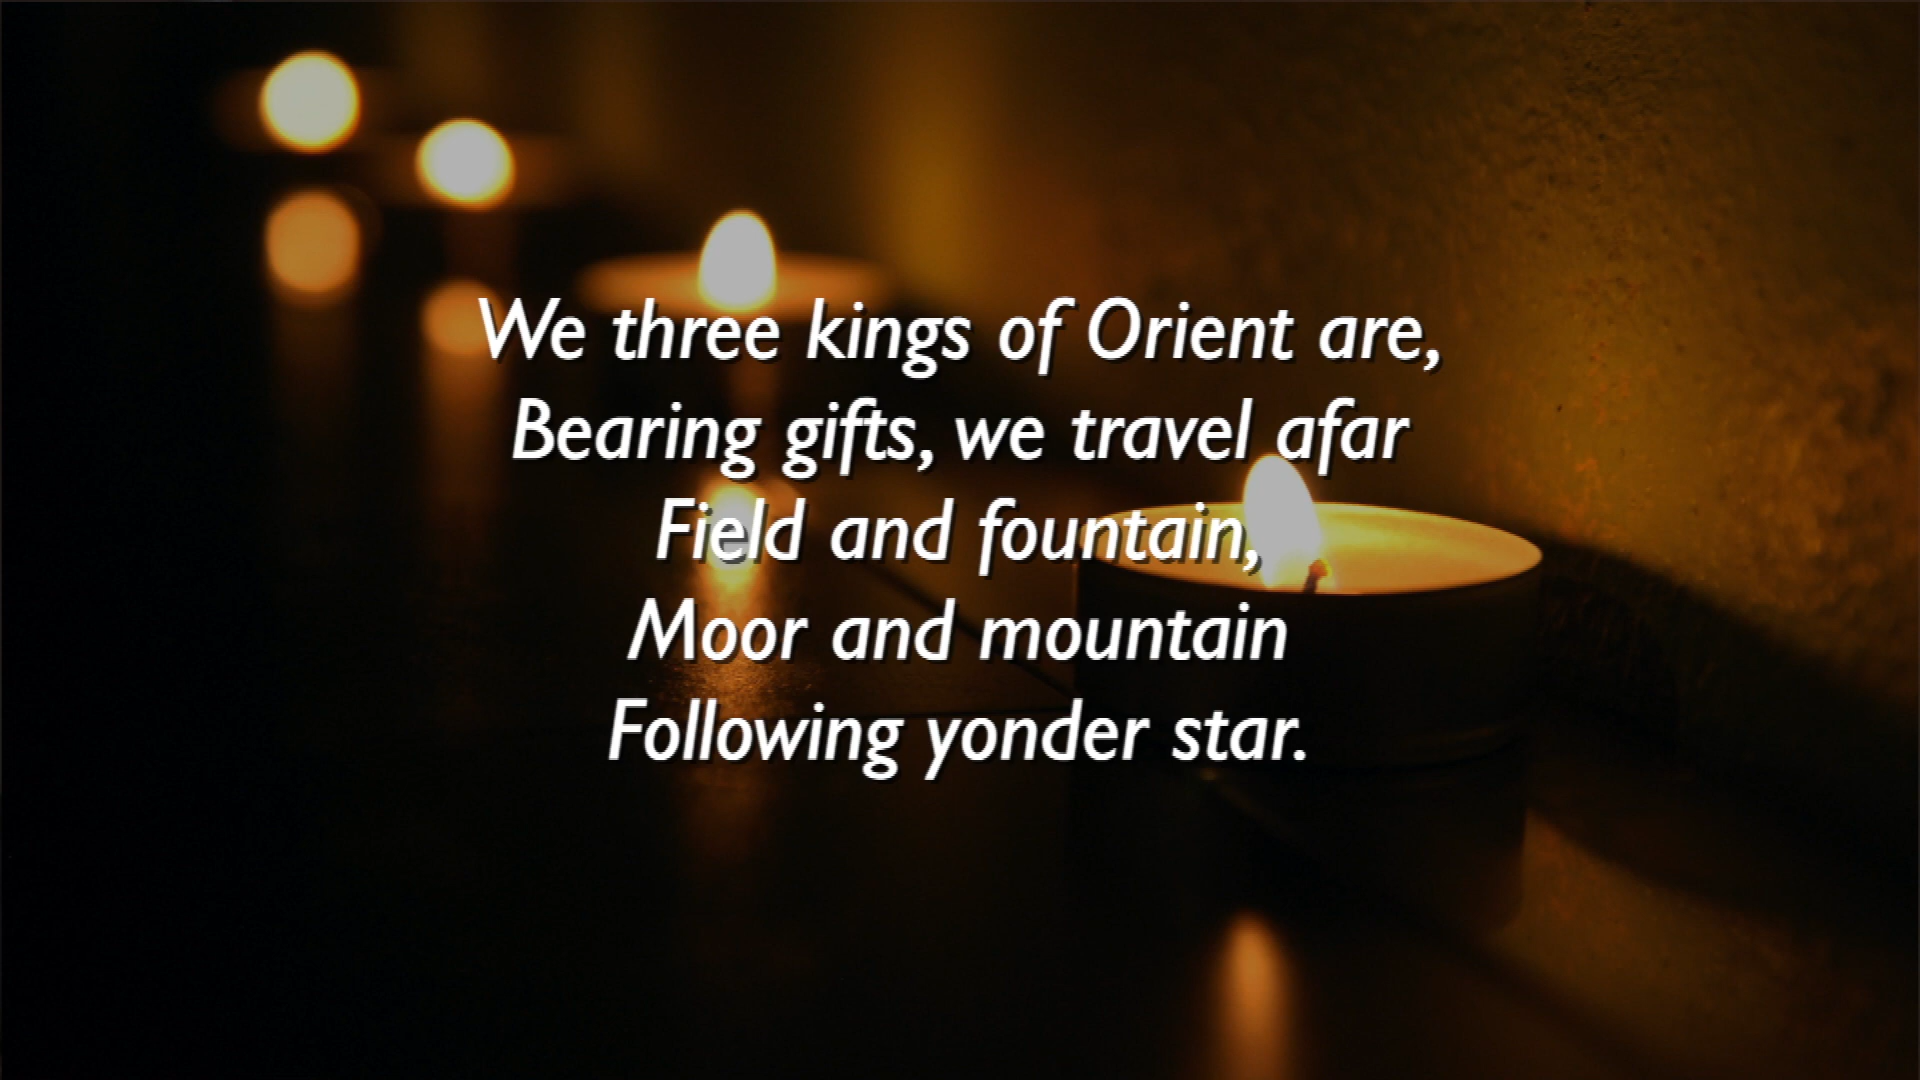 We three kings of Orient are,
Bearing gifts, we travel afar
Field and fountain,
Moor and mountain
Following yonder star.